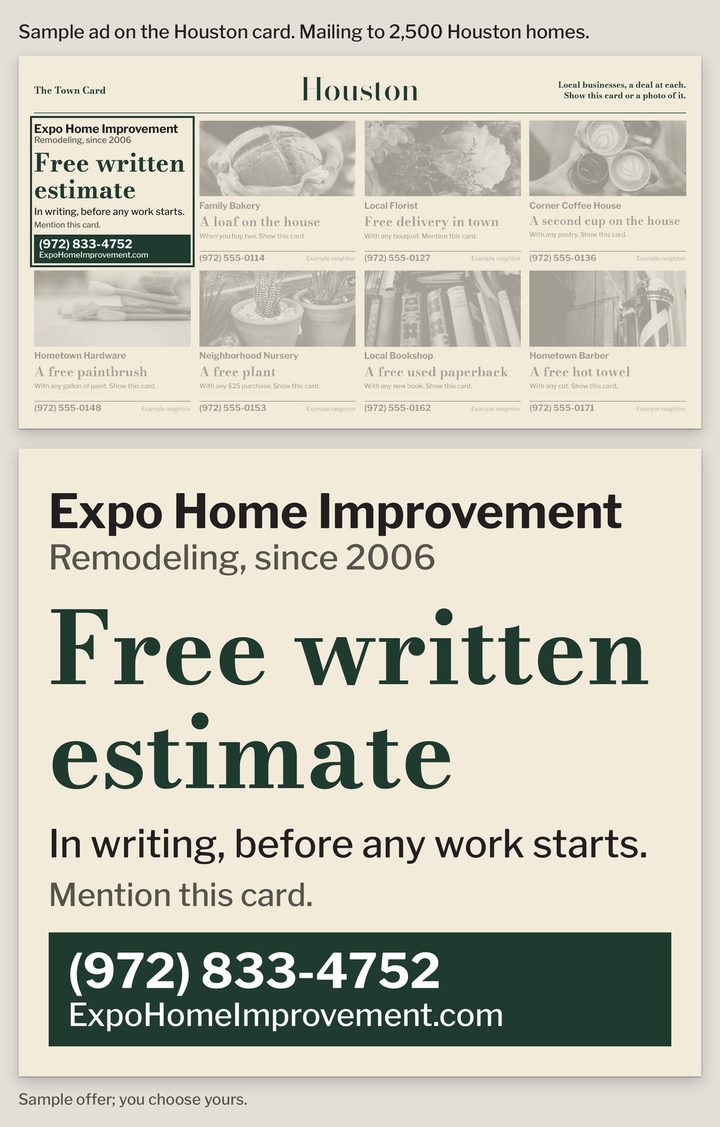 Sample ad on the Houston card. Mailing to 2,500 Houston homes.
The Town Card
Houston
Local businesses, a deal at each.
Show this card or a photo of it.
Expo Home Improvement
Remodeling, since 2006
Free written
estimate
In writing, before any work starts.
Mention this card.
(972) 833-4752
ExpoHomeImprovement.com
Family Bakery
A loaf on the house
When you buy two. Show this card.
(972) 555-0114
Example neighbor
Local Florist
Free delivery in town
With any bouquet. Mention this card.
(972) 555-0127
Example neighbor
Corner Coffee House
A second cup on the house
With any pastry. Show this card.
(972) 555-0136
Example neighbor
Hometown Hardware
A free paintbrush
With any gallon of paint. Show this card.
(972) 555-0148
Example neighbor
Neighborhood Nursery
A free plant
With any $25 purchase. Show this card.
(972) 555-0153
Example neighbor
Local Bookshop
A free used paperback
With any new book. Show this card.
(972) 555-0162
Example neighbor
Hometown Barber
A free hot towel
With any cut. Show this card.
(972) 555-0171
Example neighbor
Expo Home Improvement
Remodeling, since 2006
Free written
estimate
In writing, before any work starts.
Mention this card.
(972) 833-4752
ExpoHomeImprovement.com
Sample offer; you choose yours.